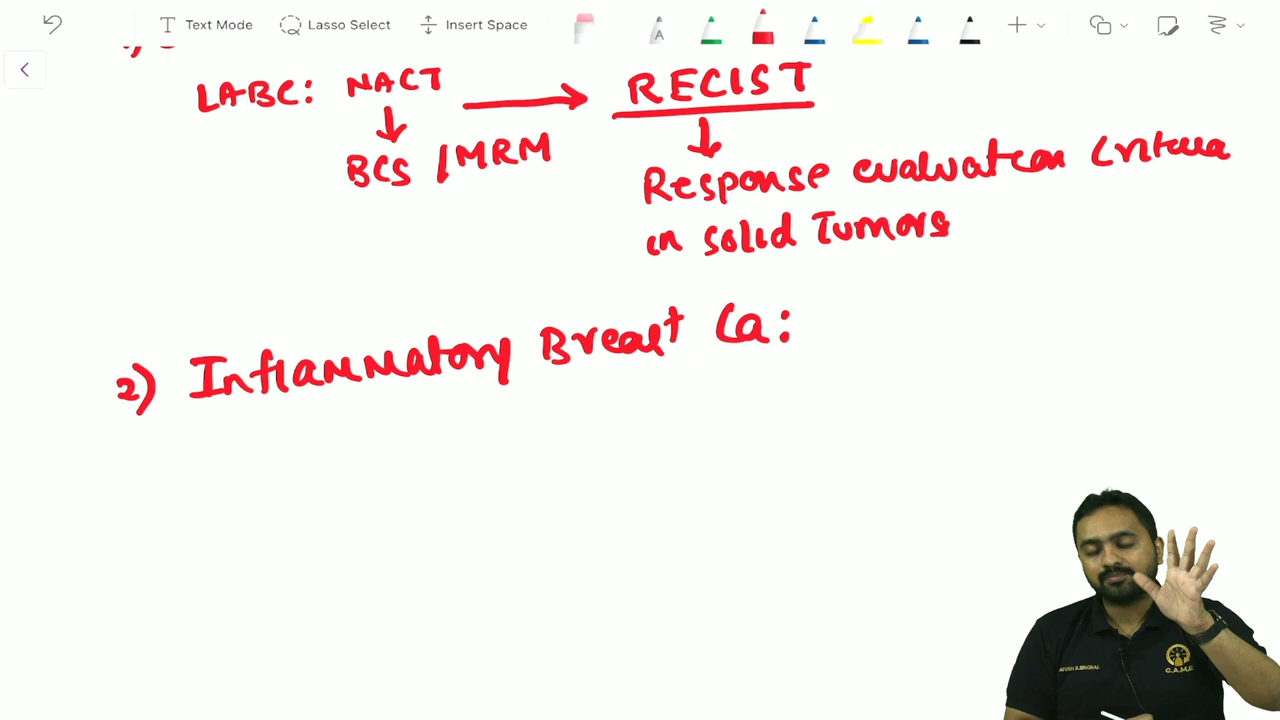 Text Mode
Lasso Select
Insert Space
LABC: NACT → RECIST
↓
BCS / MRM
↓
Response evaluation Criteria
in solid Tumors
2) Inflammatory Breast Ca:
G.A.M.E